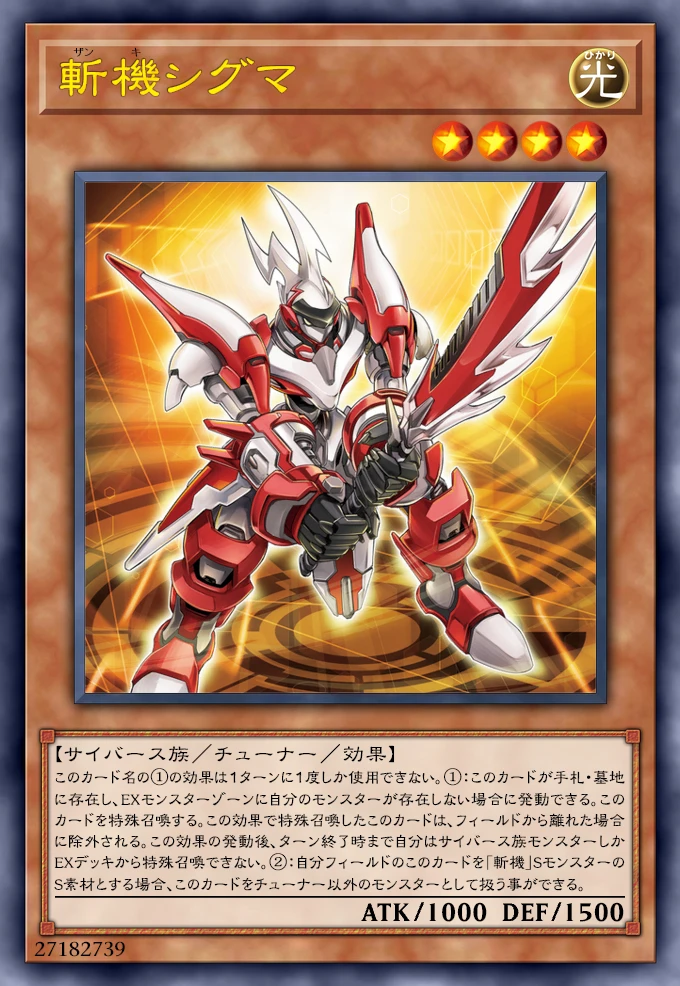 ザン キ
斬機シグマ
ひかり
光
【サイバース族／チューナー／効果】
このカード名の①の効果は1ターンに1度しか使用できない。①：このカードが手札・墓地
に存在し、EXモンスターゾーンに自分のモンスターが存在しない場合に発動できる。この
カードを特殊召喚する。この効果で特殊召喚したこのカードは、フィールドから離れた場合
に除外される。この効果の発動後、ターン終了時まで自分はサイバース族モンスターしか
EXデッキから特殊召喚できない。②：自分フィールドのこのカードを「斬機」Sモンスターの
S素材とする場合、このカードをチューナー以外のモンスターとして扱う事ができる。
ATK/1000 DEF/1500
27182739